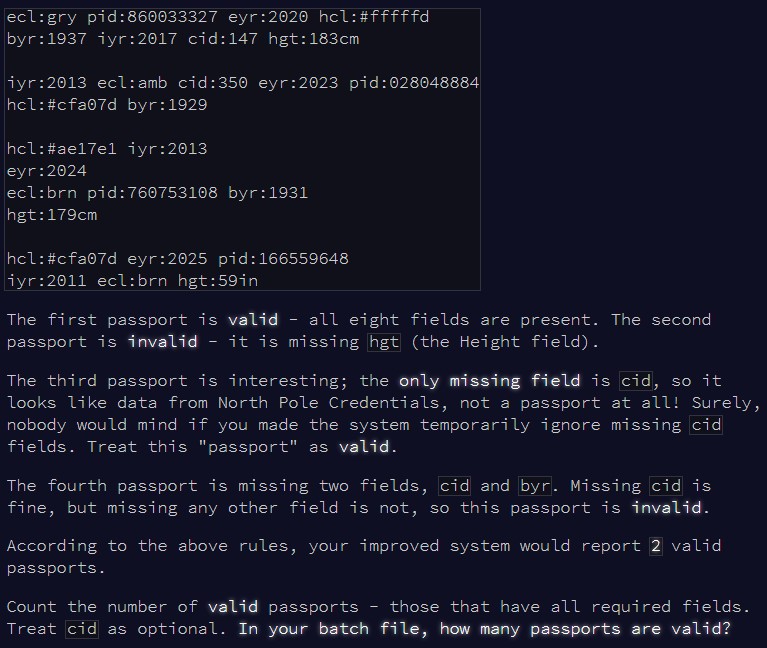 ecl:gry pid:860033327 eyr:2020 hcl:#fffffd
byr:1937 iyr:2017 cid:147 hgt:183cm

iyr:2013 ecl:amb cid:350 eyr:2023 pid:028048884
hcl:#cfa07d byr:1929

hcl:#ae17e1 iyr:2013
eyr:2024
ecl:brn pid:760753108 byr:1931
hgt:179cm

hcl:#cfa07d eyr:2025 pid:166559648
iyr:2011 ecl:brn hgt:59in

The first passport is valid - all eight fields are present. The second
passport is invalid - it is missing hgt (the Height field).

The third passport is interesting; the only missing field is cid, so it
looks like data from North Pole Credentials, not a passport at all! Surely,
nobody would mind if you made the system temporarily ignore missing cid
fields. Treat this "passport" as valid.

The fourth passport is missing two fields, cid and byr. Missing cid is
fine, but missing any other field is not, so this passport is invalid.

According to the above rules, your improved system would report 2 valid
passports.

Count the number of valid passports - those that have all required fields.
Treat cid as optional. In your batch file, how many passports are valid?